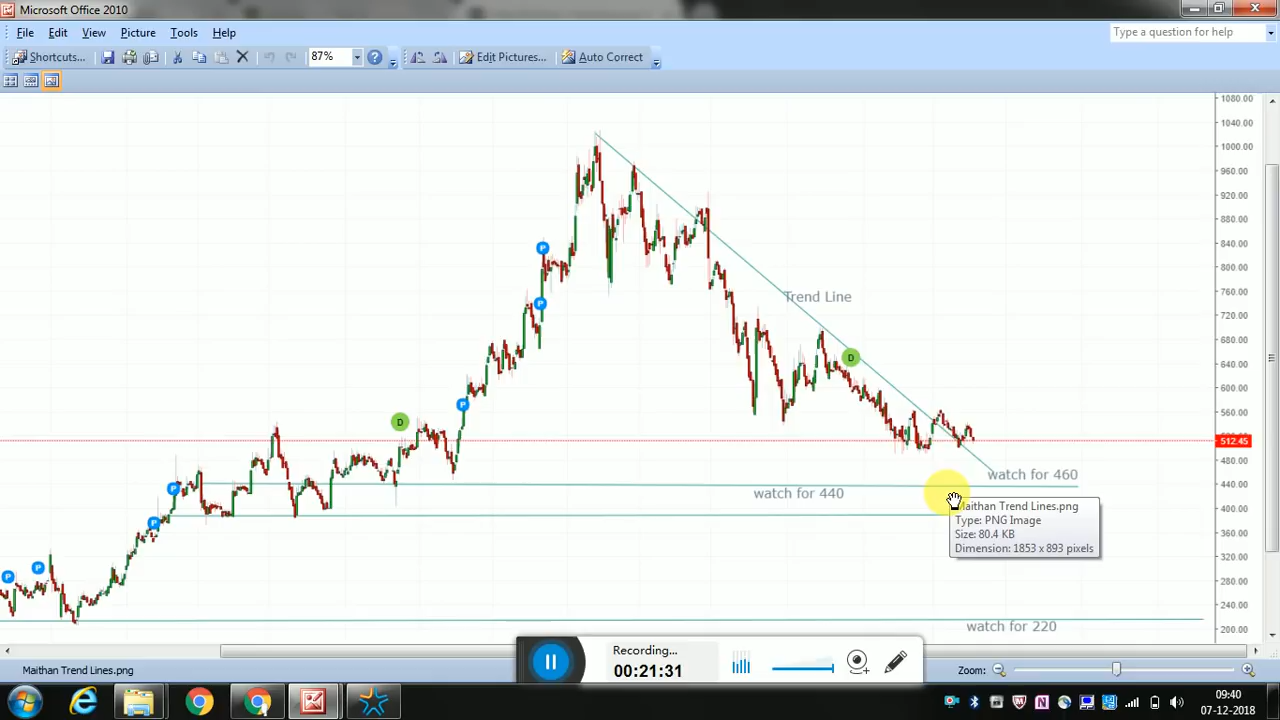 Microsoft Office 2010
File Edit View Picture Tools Help
Type a question for help
Shortcuts...
87%
Edit Pictures...
Auto Correct
1080.00
1040.00
1000.00
960.00
920.00
880.00
840.00
800.00
760.00
720.00
680.00
640.00
600.00
560.00
512.45
480.00
440.00
400.00
360.00
320.00
280.00
240.00
200.00
P
P
Trend Line
D
P
D
watch for 460
P
watch for 440
Maithan Trend Lines.png
Type: PNG Image
Size: 80.4 KB
Dimension: 1853 x 893 pixels
P
P
P
watch for 220
Recording...
00:21:31
Maithan Trend Lines.png
Zoom:
09:40
07-12-2018